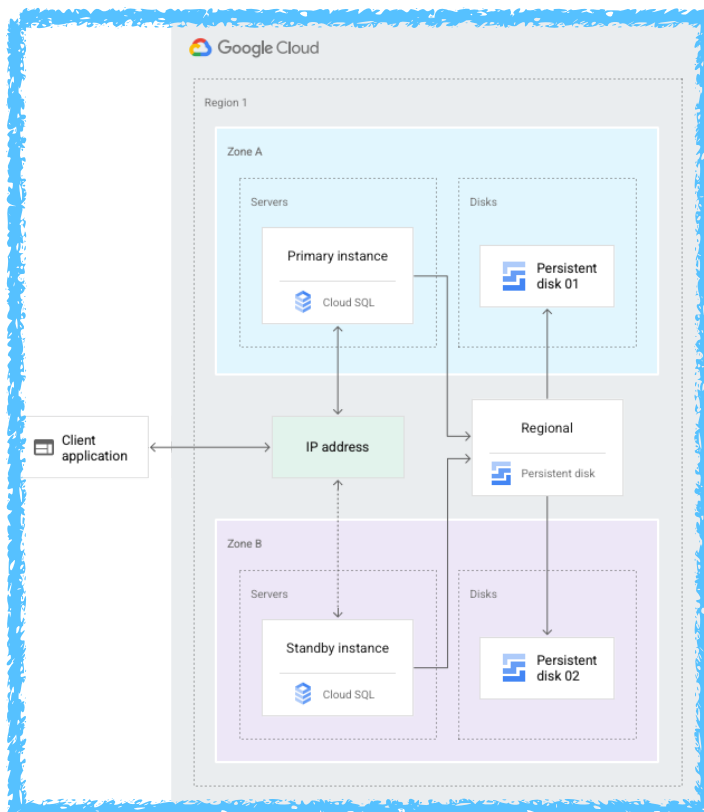 Google Cloud
Region 1
Zone A
Servers
Disks
Primary instance
Cloud SQL
Persistent
disk 01
Client
application
IP address
Regional
Persistent disk
Zone B
Servers
Disks
Standby instance
Cloud SQL
Persistent
disk 02